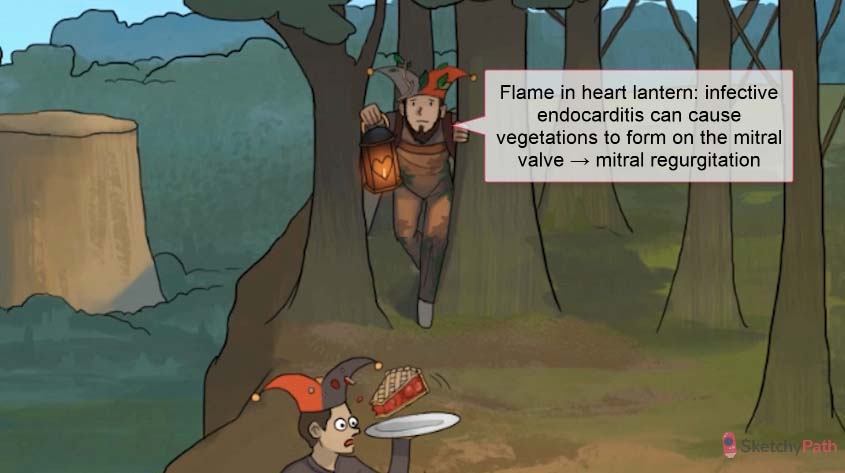 Flame in heart lantern: infective
endocarditis can cause
vegetations to form on the mitral
valve → mitral regurgitation
SketchyPath